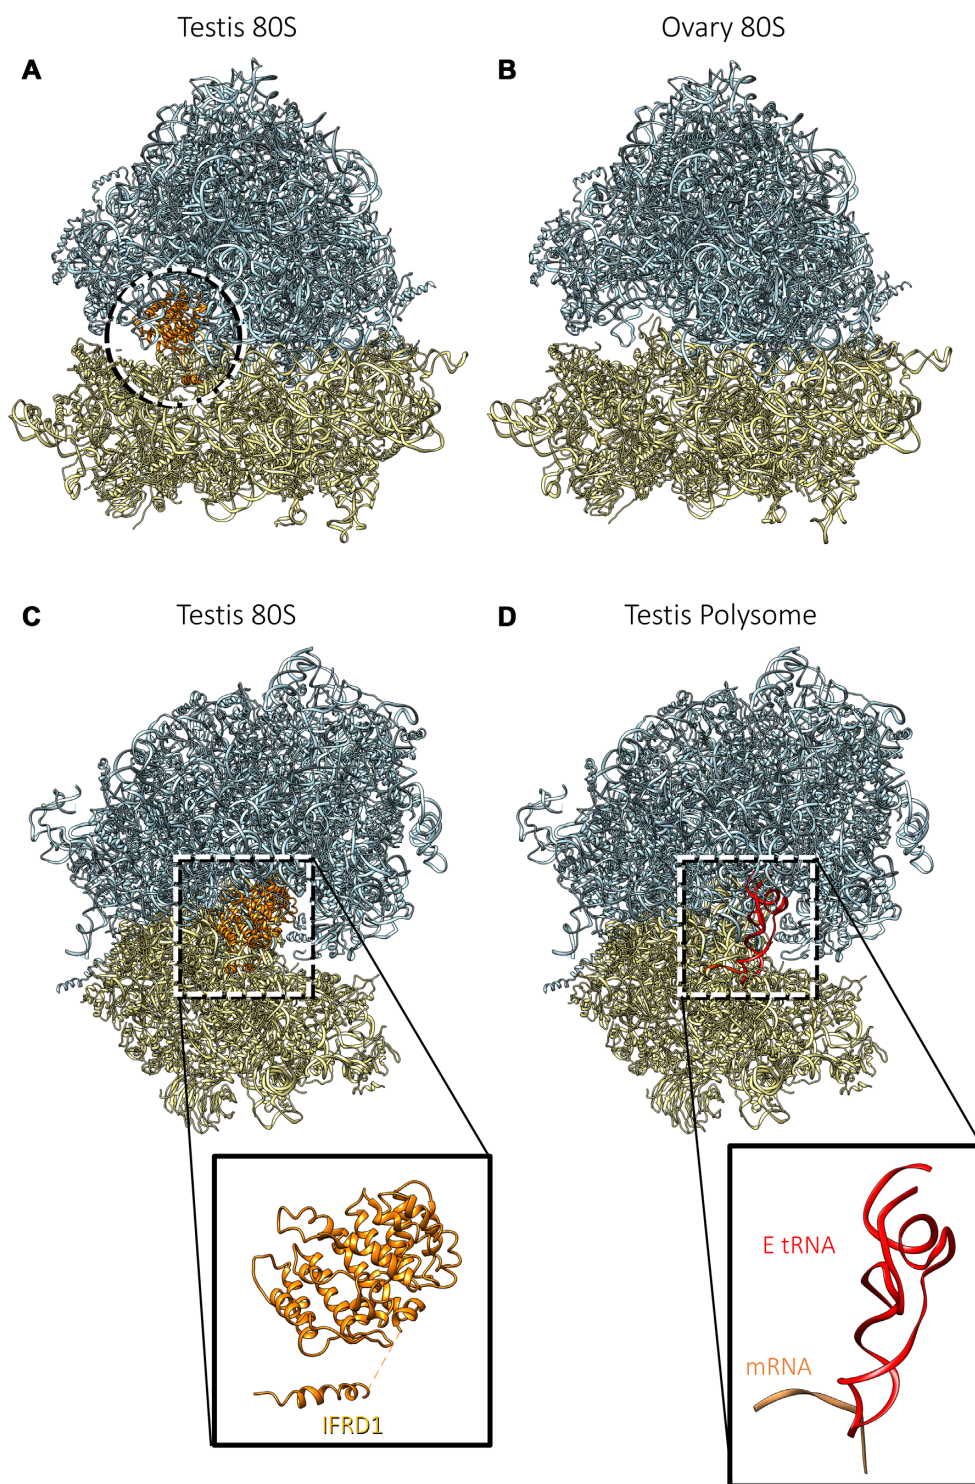 Testis 80S
Ovary 80S
A
B
Testis 80S
Testis Polysome
C
D
IFRD1
E tRNA
mRNA